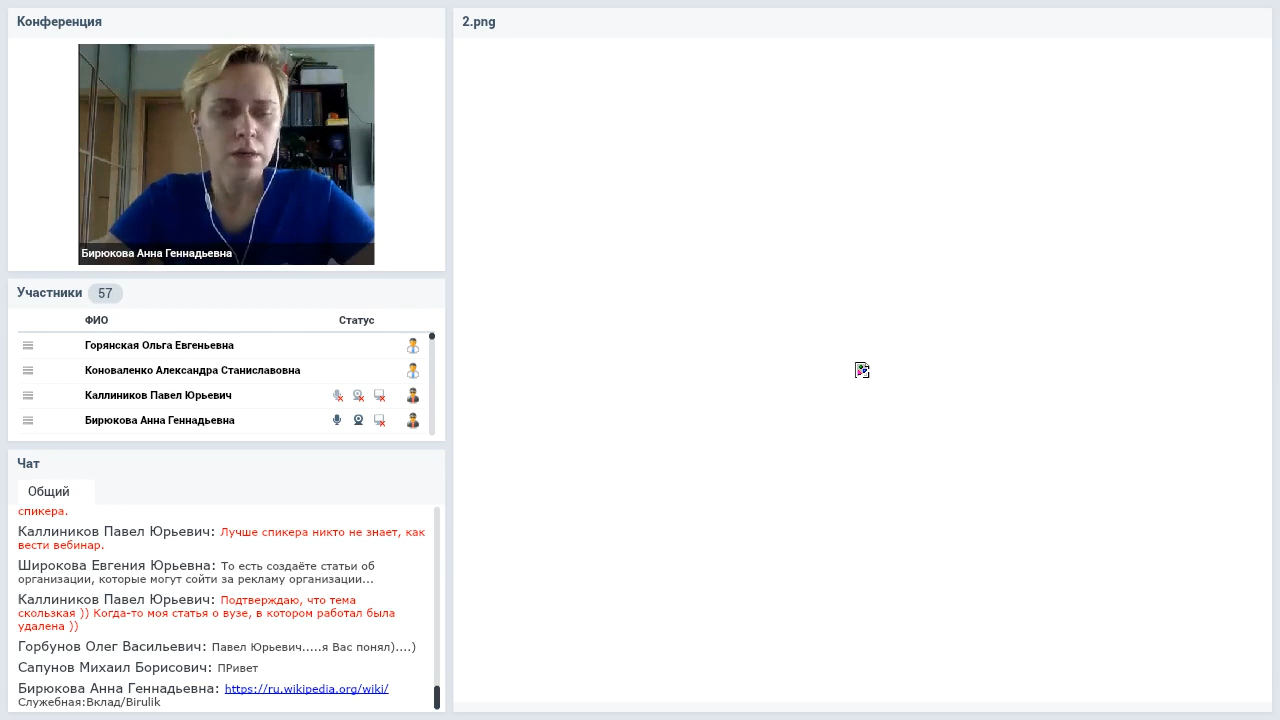 Конференция
Бирюкова Анна Геннадьевна
Участники 57
ФИО Статус
Горянская Ольга Евгеньевна
Коноваленко Александра Станиславовна
Каллиников Павел Юрьевич
Бирюкова Анна Геннадьевна
Чат
Общий
спикера.
Каллиников Павел Юрьевич: Лучше спикера никто не знает, как
вести вебинар.
Широкова Евгения Юрьевна: То есть создаёте статьи об
организации, которые могут сойти за рекламу организации...
Каллиников Павел Юрьевич: Подтверждаю, что тема
скользкая )) Когда-то моя статья о вузе, в котором работал была
удалена ))
Горбунов Олег Васильевич: Павел Юрьевич.....я Вас понял)....)
Сапунов Михаил Борисович: ПРивет
Бирюкова Анна Геннадьевна: https://ru.wikipedia.org/wiki/
Служебная:Вклад/Birulik
2.png